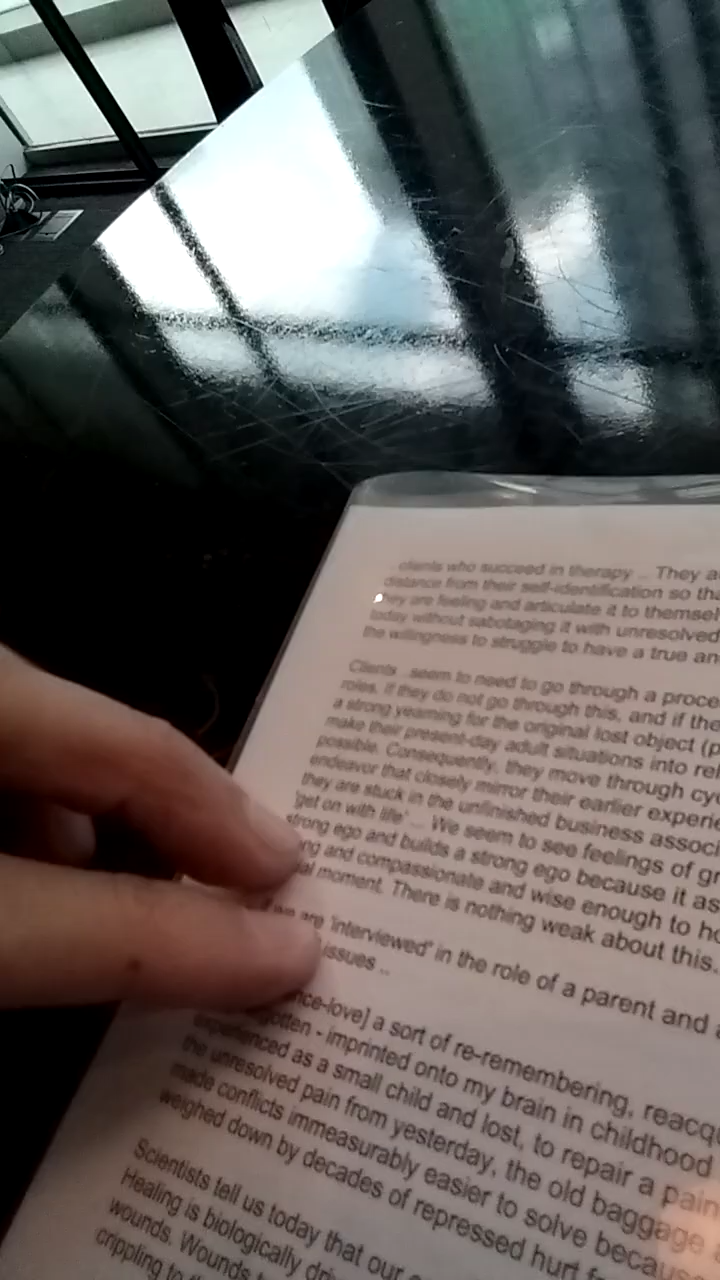 .. clients who succeed in therapy ... They a
distance from their self-identification so tha
they are feeling and articulate it to themsel
today without sabotaging it with unresolved
the willingness to struggle to have a true an
Clients ..seem to need to go through a proce
roles. If they do not go through this, and if the
a strong yearning for the original lost object (p
make their present-day adult situations into rel
possible. Consequently, they move through cy
endeavor that closely mirror their earlier experie
they are stuck in the unfinished business associ
'get on with life' ... We seem to see feelings of gr
strong ego and builds a strong ego because it as
ng and compassionate and wise enough to ho
al moment. There is nothing weak about this.
we are 'interviewed' in the role of a parent and a
issues ..
nce-love] a sort of re-remembering, reacqu
gotten - imprinted onto my brain in childhood
experienced as a small child and lost, to repair a pain
the unresolved pain from yesterday, the old baggage
made conflicts immeasurably easier to solve becaus
weighed down by decades of repressed hurt f
Scientists tell us today that our
Healing is biologically dri
wounds. Wounds
crippling to